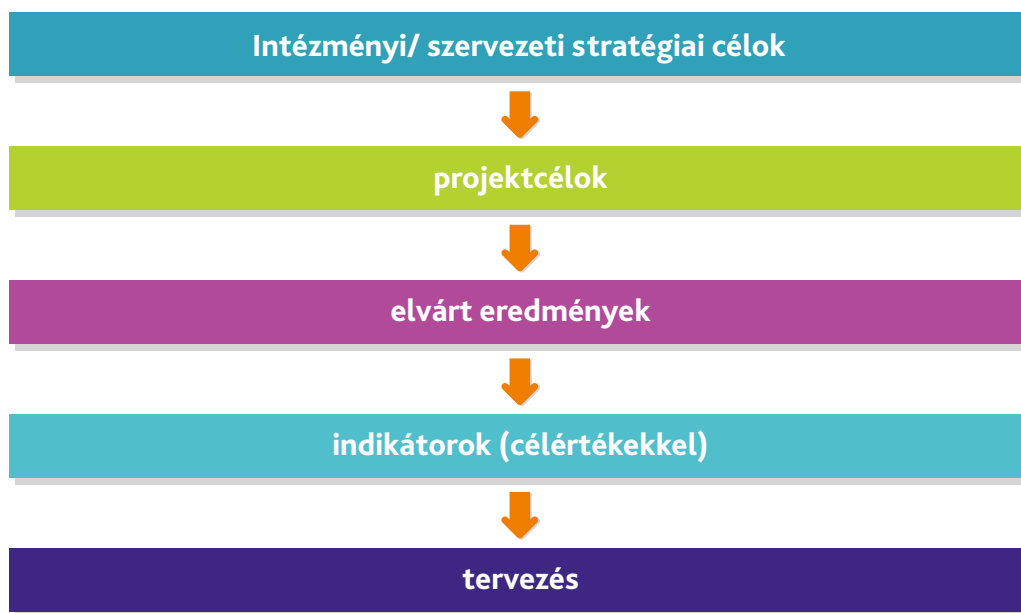 Intézményi/ szervezeti stratégiai célok
projektcélok
elvárt eredmények
indikátorok (célértékekkel)
tervezés